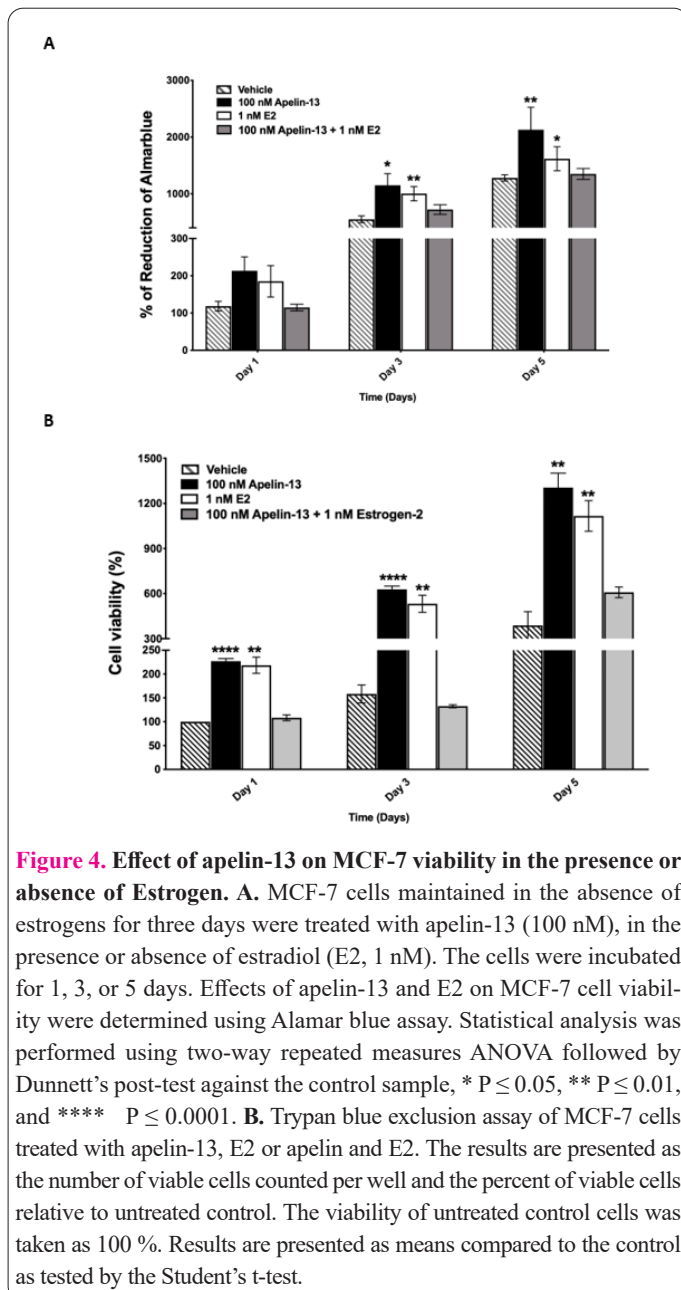 A
3000
2000
1000
300
200
100
0
% of Reduction of Almarblue
Vehicle
100 nM Apelin-13
1 nM E2
100 nM Apelin-13 + 1 nM E2
*
**
**
*
Day 1
Day 3
Day 5
Time (Days)
B
1500
1200
900
600
300
250
200
150
100
50
0
Cell viability (%)
Vehicle
100 nM Apelin-13
1 nM E2
100 nM Apelin-13 + 1 nM Estrogen-2
****
**
****
**
**
**
Day 1
Day 3
Day 5
Time (Days)
Figure 4. Effect of apelin-13 on MCF-7 viability in the presence or
absence of Estrogen. A. MCF-7 cells maintained in the absence of
estrogens for three days were treated with apelin-13 (100 nM), in the
presence or absence of estradiol (E2, 1 nM). The cells were incubated
for 1, 3, or 5 days. Effects of apelin-13 and E2 on MCF-7 cell viabil-
ity were determined using Alamar blue assay. Statistical analysis was
performed using two-way repeated measures ANOVA followed by
Dunnett's post-test against the control sample, * P ≤ 0.05, ** P ≤ 0.01,
and **** P ≤ 0.0001. B. Trypan blue exclusion assay of MCF-7 cells
treated with apelin-13, E2 or apelin and E2. The results are presented as
the number of viable cells counted per well and the percent of viable cells
relative to untreated control. The viability of untreated control cells was
taken as 100 %. Results are presented as means compared to the control
as tested by the Student's t-test.